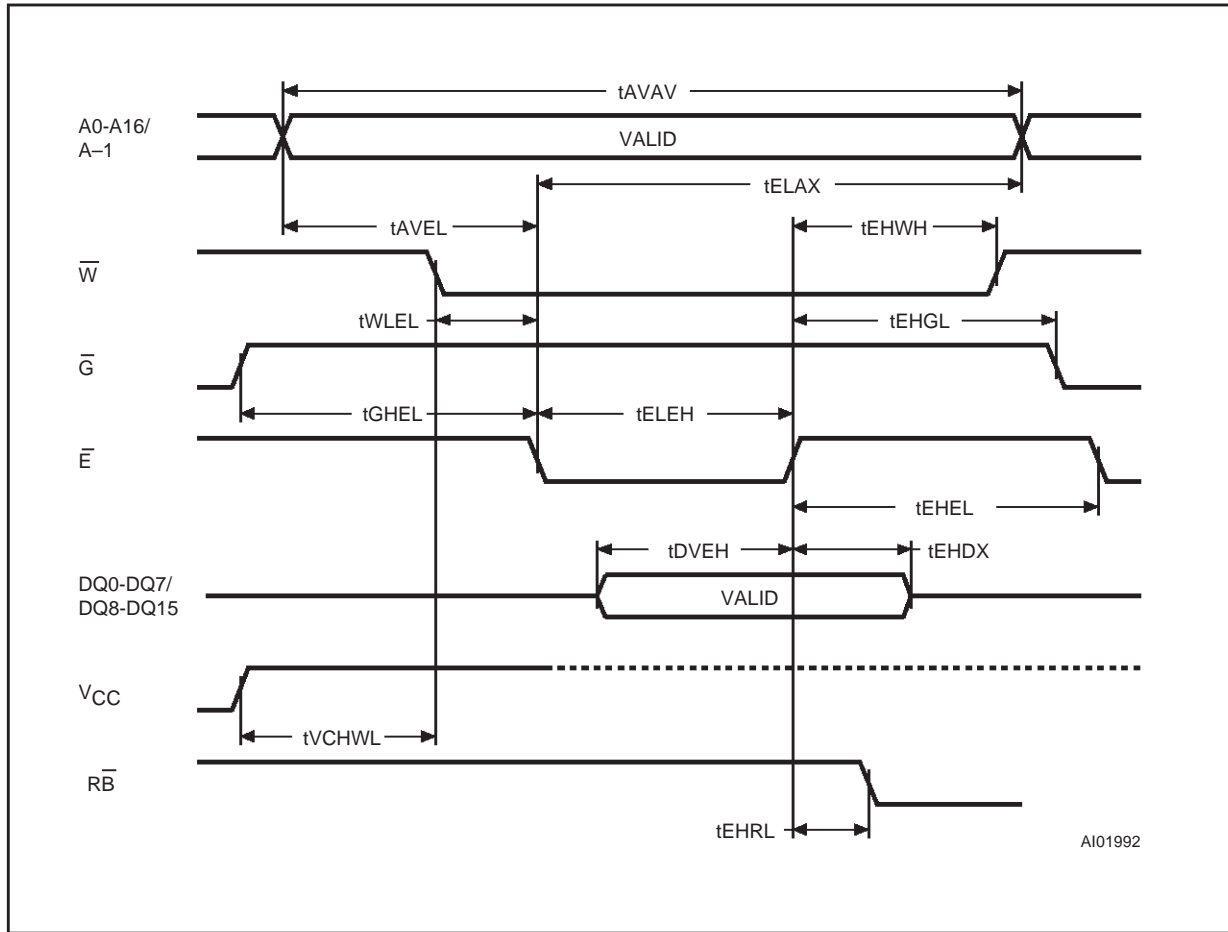 tAVAV
A0-A16/
A–1
VALID
tELAX
tAVEL
tEHWH
W̅
tWLEL
tEHGL
G̅
tGHEL
tELEH
E̅
tEHEL
tDVEH
tEHDX
DQ0-DQ7/
DQ8-DQ15
VALID
VCC
tVCHWL
RB̅
tEHRL
AI01992